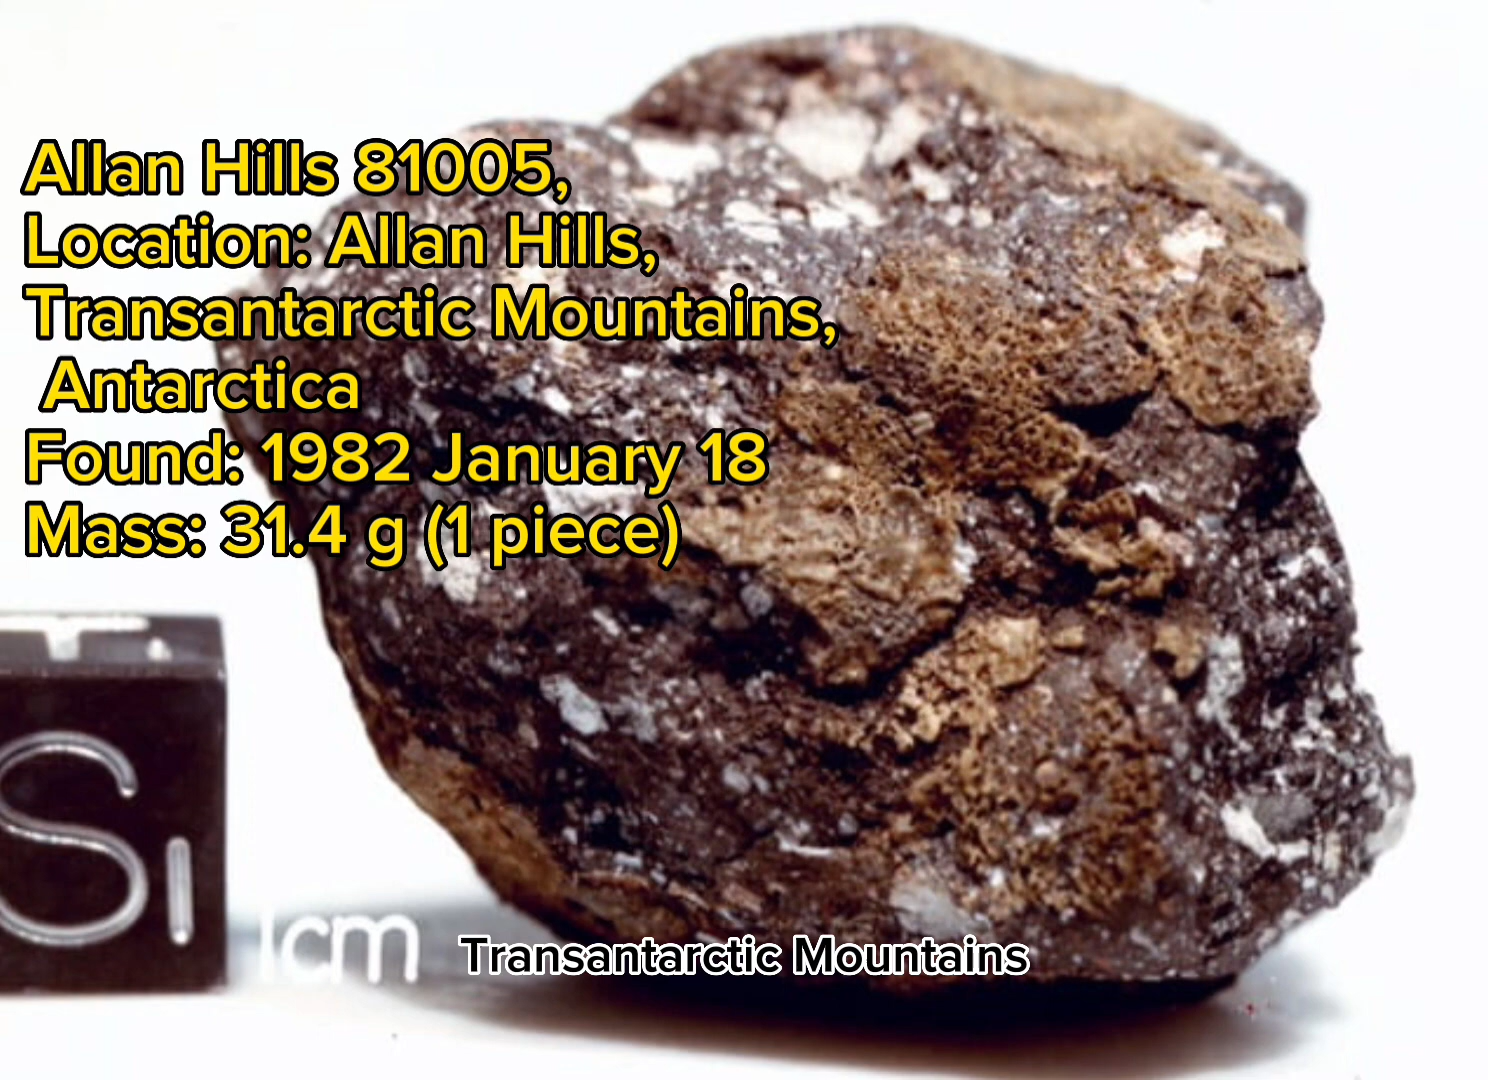 Allan Hills 81005,
Location: Allan Hills,
Transantarctic Mountains,
Antarctica
Found: 1982 January 18
Mass: 31.4 g (1 piece)
T
S I
1cm
Transantarctic Mountains